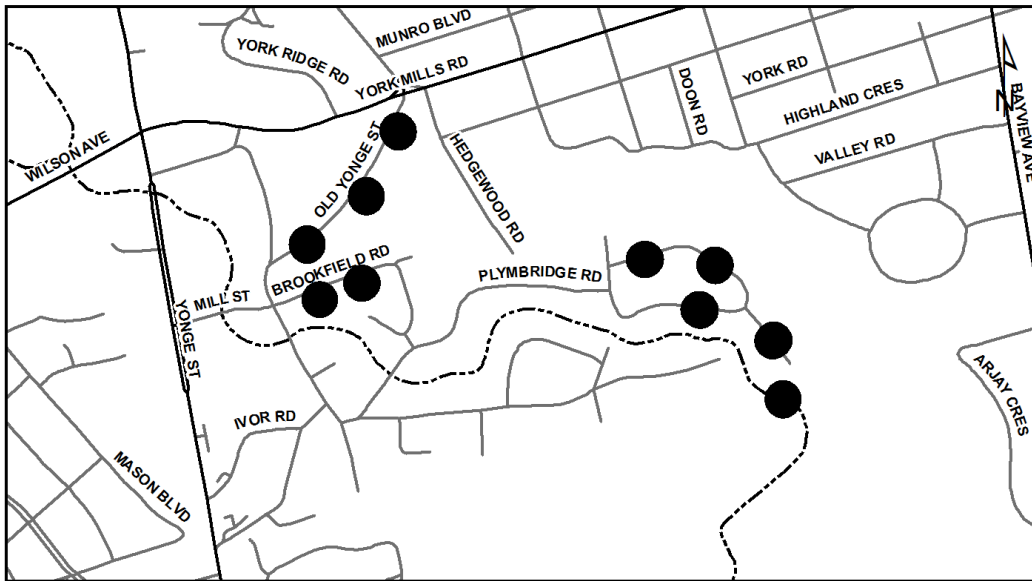 MUNRO BLVD
YORK RIDGE RD
YORK MILLS RD
YORK RD
DOON RD
HIGHLAND CRES
BAYVIEW AVE
WILSON AVE
OLD YONGE ST
HEDGEWOOD RD
VALLEY RD
BROOKFIELD RD
MILL ST
PLYMBRIDGE RD
YONGE ST
ARJAY CRES
IVOR RD
MASON BLVD